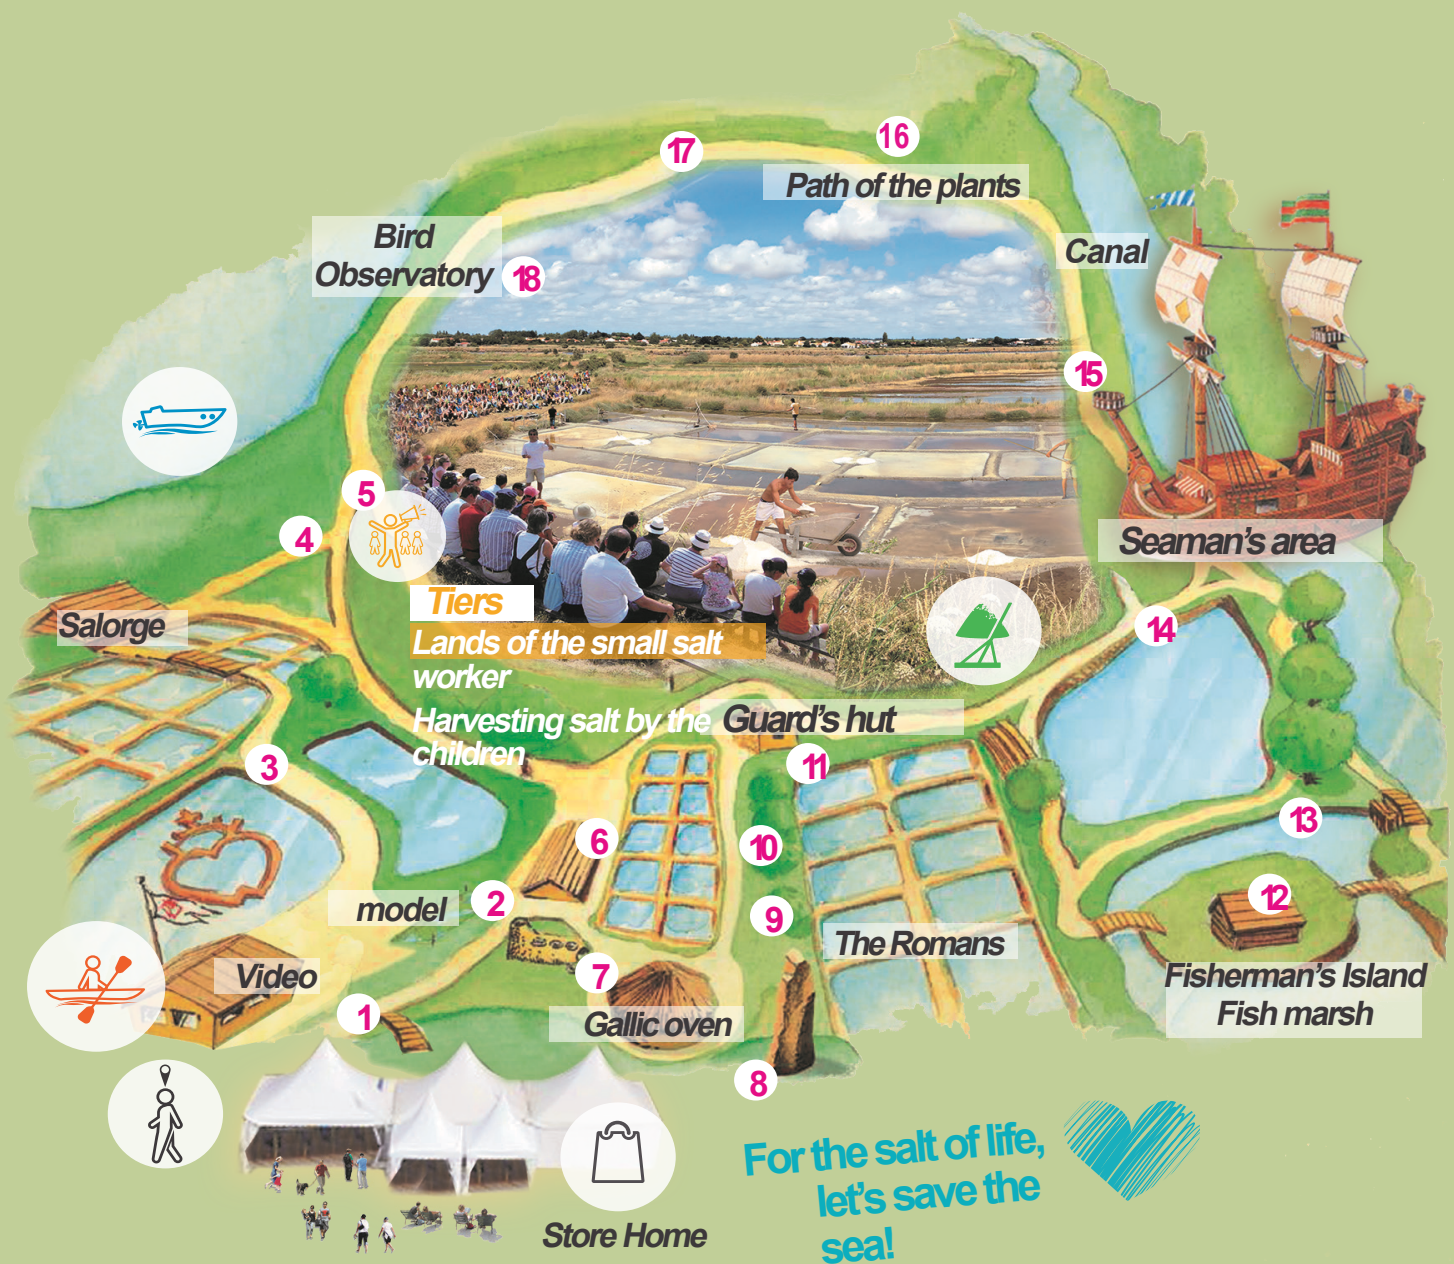 16
17
Path of the plants
Bird
Observatory
18
Canal
15
5
4
Seaman's area
Tiers
Salorge
14
Lands of the small salt
worker
Harvesting salt by the
children
Guard's hut
3
11
13
6
10
2
model
12
9
The Romans
7
Video
Fisherman's Island
Fish marsh
1
Gallic oven
8
For the salt of life,
let's save the
sea!
Store Home